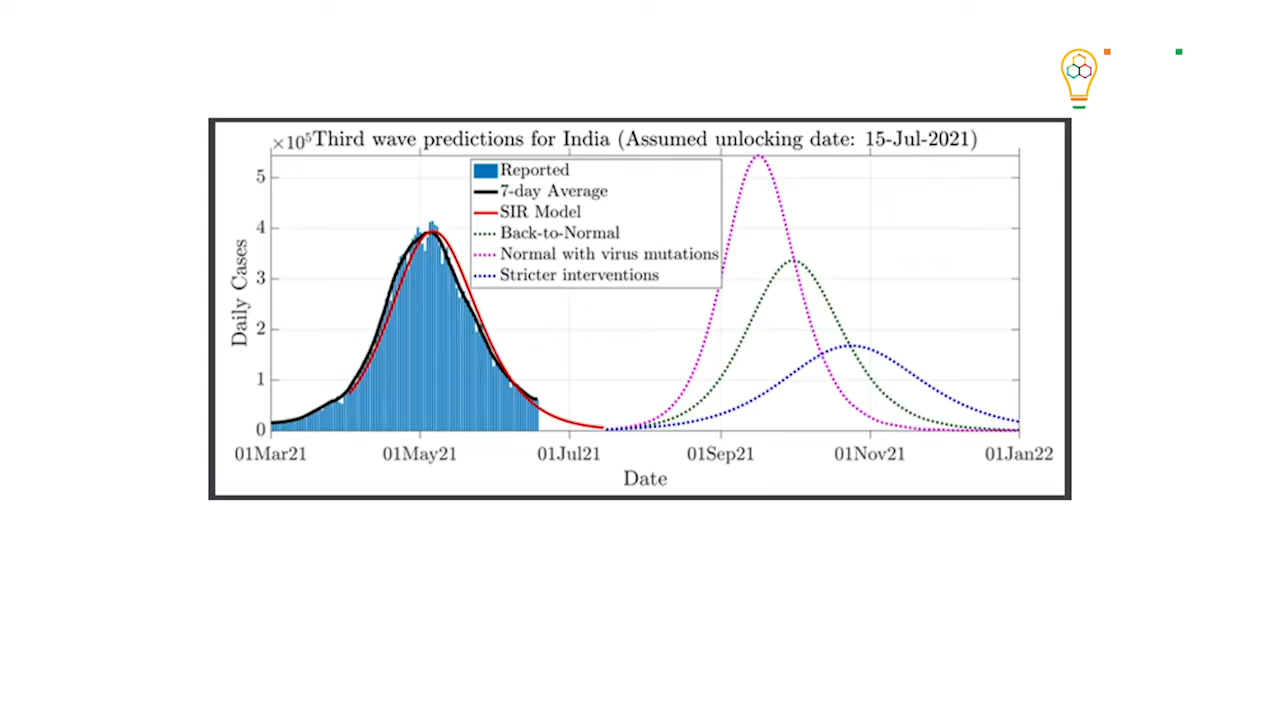 ×10⁵Third wave predictions for India (Assumed unlocking date: 15-Jul-2021)
Reported
7-day Average
SIR Model
Back-to-Normal
Normal with virus mutations
Stricter interventions
5
4
3
2
1
0
Daily Cases
01Mar21 01May21 01Jul21 01Sep21 01Nov21 01Jan22
Date